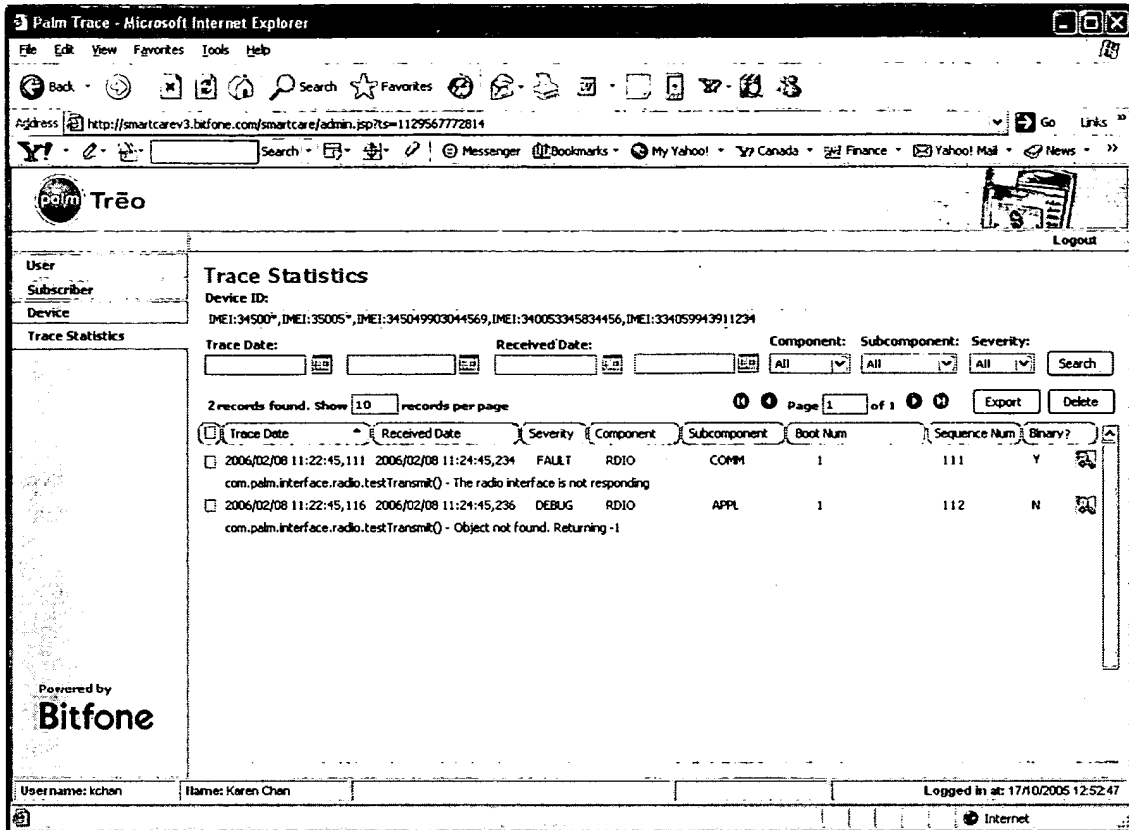 Palm Trace - Microsoft Internet Explorer
File Edit View Favorites Tools Help
Back Search Favorites
Address http://smartcarev3.bitfone.com/smartcare/admin.jsp?ts=1129567772814 Go Links »
Y! Search Messenger Bookmarks My Yahoo! Y! Canada Finance Yahoo! Mail News »
palm Trēo
Logout
User
Subscriber
Device
Trace Statistics
Trace Statistics
Device ID:
IMEI:34500*,IMEI:35005*,IMEI:345049903044569,IMEI:340053345834456,IMEI:334059943911234
Trace Date: Received Date: Component: Subcomponent: Severity:
All All All Search
2 records found. Show 10 records per page Page 1 of 1 Export Delete
Trace Date Received Date Severity Component Subcomponent Boot Num Sequence Num Binary?
2006/02/08 11:22:45,111 2006/02/08 11:24:45,234 FAULT RDIO COMM 1 111 Y
com.palm.interface.radio.testTransmit() - The radio interface is not responding
2006/02/08 11:22:45,116 2006/02/08 11:24:45,236 DEBUG RDIO APPL 1 112 N
com.palm.interface.radio.testTransmit() - Object not found. Returning -1
Powered by
Bitfone
Username: kchan Name: Karen Chan Logged in at: 17/10/2005 12:52:47
Internet